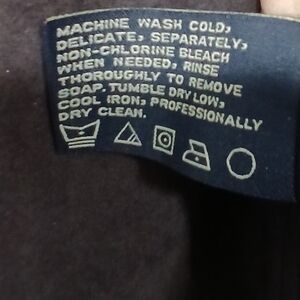 MACHINE WASH COLD,
DELICATE, SEPARATELY,
NON-CHLORINE BLEACH
WHEN NEEDED, RINSE
THOROUGHLY TO REMOVE
SOAP. TUMBLE DRY LOW,
COOL IRON, PROFESSIONALLY
DRY CLEAN.